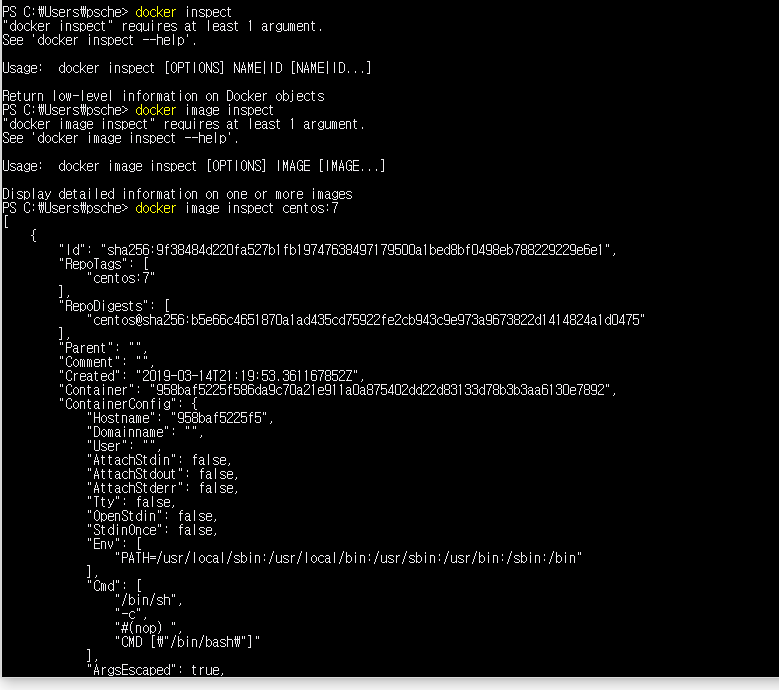 PS C:₩Users₩psche> docker inspect
"docker inspect" requires at least 1 argument.
See 'docker inspect --help'.
Usage:  docker inspect [OPTIONS] NAME|ID [NAME|ID...]
Return low-level information on Docker objects
PS C:₩Users₩psche> docker image inspect
"docker image inspect" requires at least 1 argument.
See 'docker image inspect --help'.
Usage:  docker image inspect [OPTIONS] IMAGE [IMAGE...]
Display detailed information on one or more images
PS C:₩Users₩psche> docker image inspect centos:7
[
    {
        "Id": "sha256:9f38484d220fa527b1fb19747638497179500a1bed8bf0498eb788229229e6e1",
        "RepoTags": [
            "centos:7"
        ],
        "RepoDigests": [
            "centos@sha256:b5e66c4651870a1ad435cd75922fe2cb943c9e973a9673822d1414824a1d0475"
        ],
        "Parent": "",
        "Comment": "",
        "Created": "2019-03-14T21:19:53.361167852Z",
        "Container": "958baf5225f586da9c70a21e911a0a875402dd22d83133d78b3b3aa6130e7892",
        "ContainerConfig": {
            "Hostname": "958baf5225f5",
            "Domainname": "",
            "User": "",
            "AttachStdin": false,
            "AttachStdout": false,
            "AttachStderr": false,
            "Tty": false,
            "OpenStdin": false,
            "StdinOnce": false,
            "Env": [
                "PATH=/usr/local/sbin:/usr/local/bin:/usr/sbin:/usr/bin:/sbin:/bin"
            ],
            "Cmd": [
                "/bin/sh",
                "-c",
                "#(nop) ",
                "CMD [₩"/bin/bash₩"]"
            ],
            "ArgsEscaped": true,